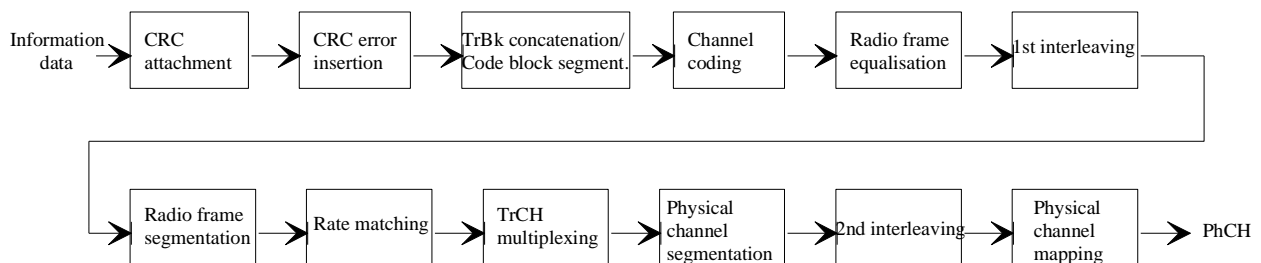 Information
data
CRC
attachment
CRC error
insertion
TrBk concatenation/
Code block segment.
Channel
coding
Radio frame
equalisation
1st interleaving
Radio frame
segmentation
Rate matching
TrCH
multiplexing
Physical
channel
segmentation
2nd interleaving
Physical
channel
mapping
PhCH